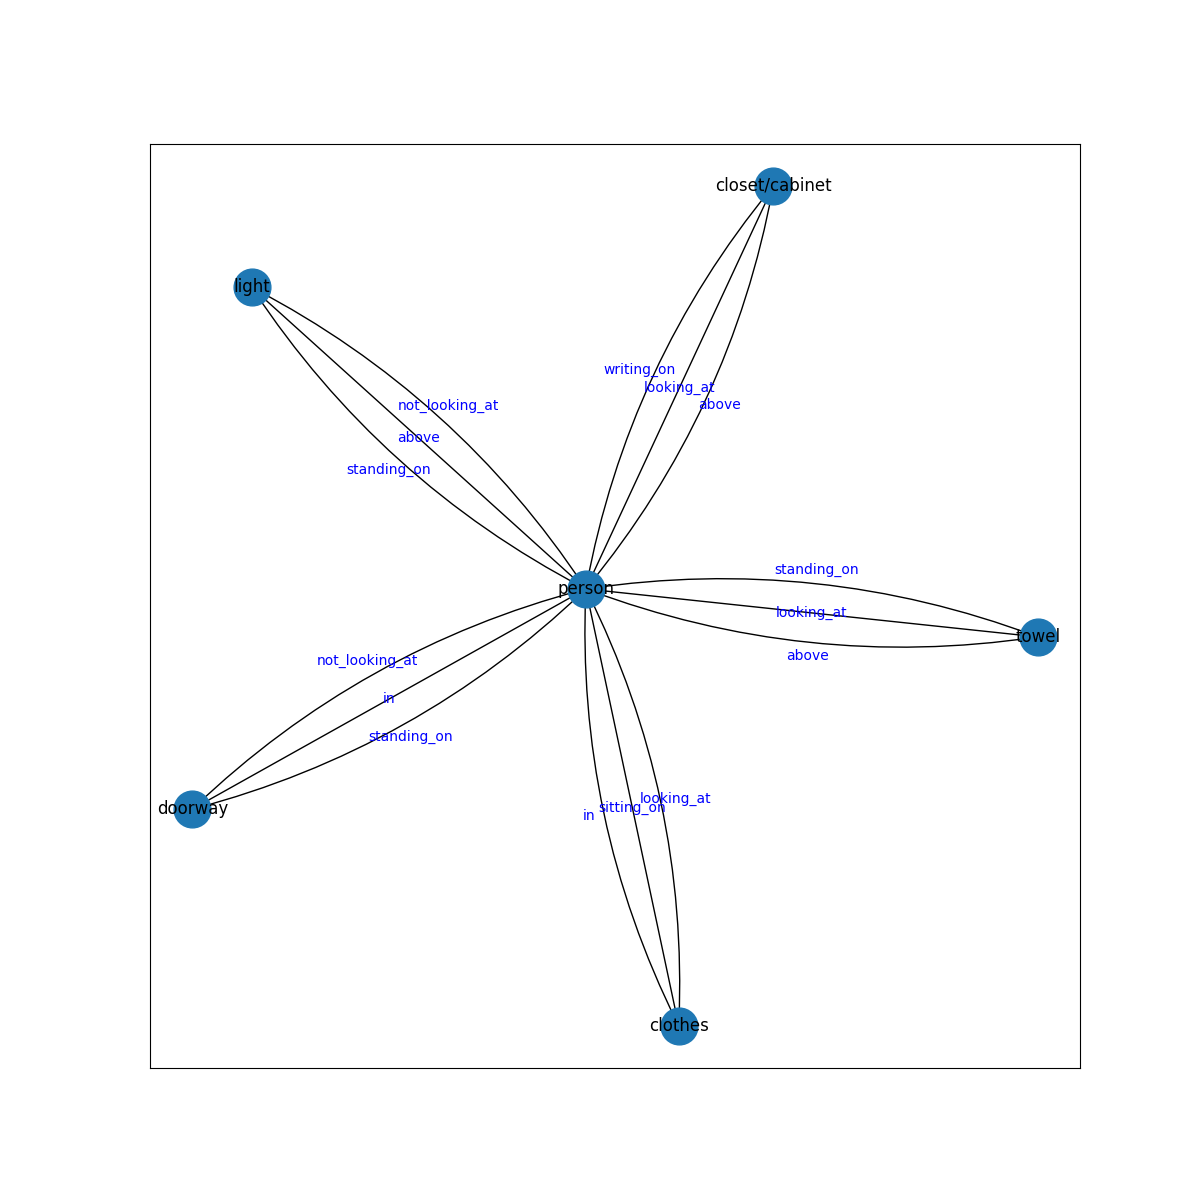 closet/cabinet
light
writing_on
looking_at
above
not_looking_at
above
standing_on
person
standing_on
looking_at
above
towel
not_looking_at
in
standing_on
doorway
looking_at
sitting_on
in
clothes